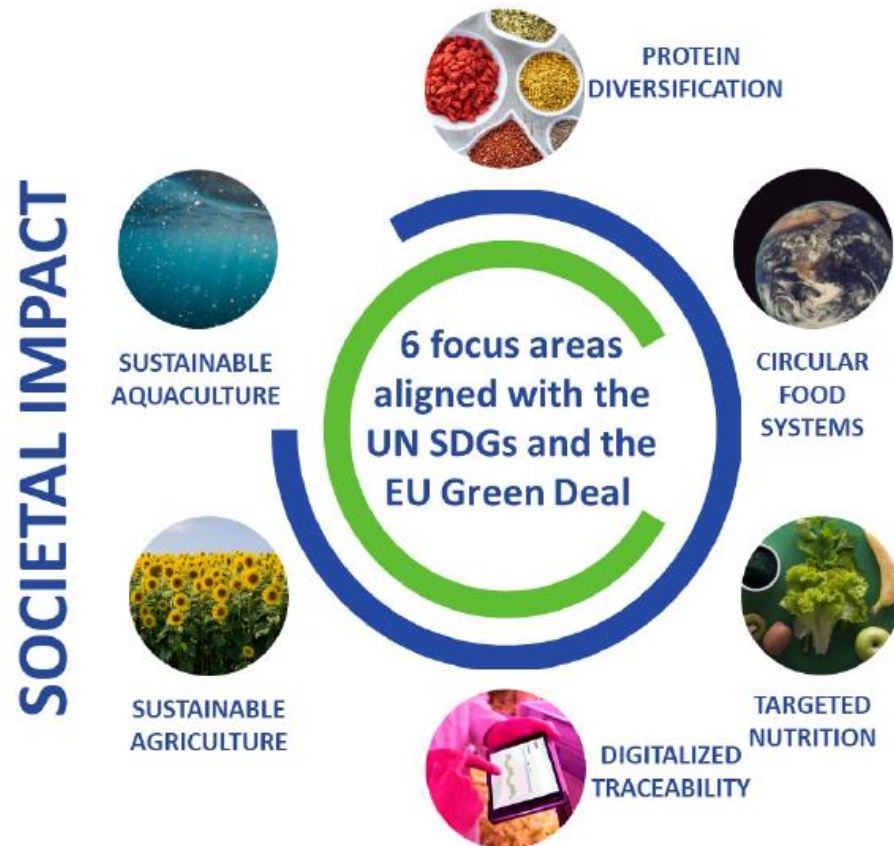 SOCIETAL IMPACT
PROTEIN
DIVERSIFICATION
SUSTAINABLE
AQUACULTURE
6 focus areas
aligned with the
UN SDGs and the
EU Green Deal
CIRCULAR
FOOD
SYSTEMS
SUSTAINABLE
AGRICULTURE
DIGITALIZED
TRACEABILITY
TARGETED
NUTRITION